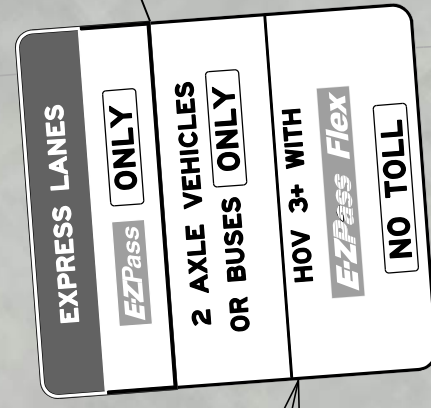 EXPRESS LANES
E-ZPass ONLY
2 AXLE VEHICLES
OR BUSES ONLY
HOV 3+ WITH
E-ZPass Flex
NO TOLL